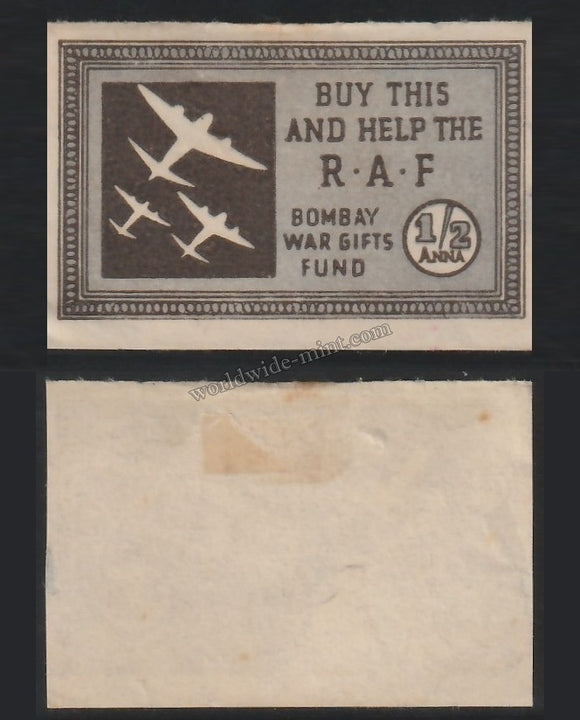 BUY THIS
AND HELP THE
R·A·F
BOMBAY
WAR GIFTS
FUND
1/2
ANNA
worldwide-mint.com